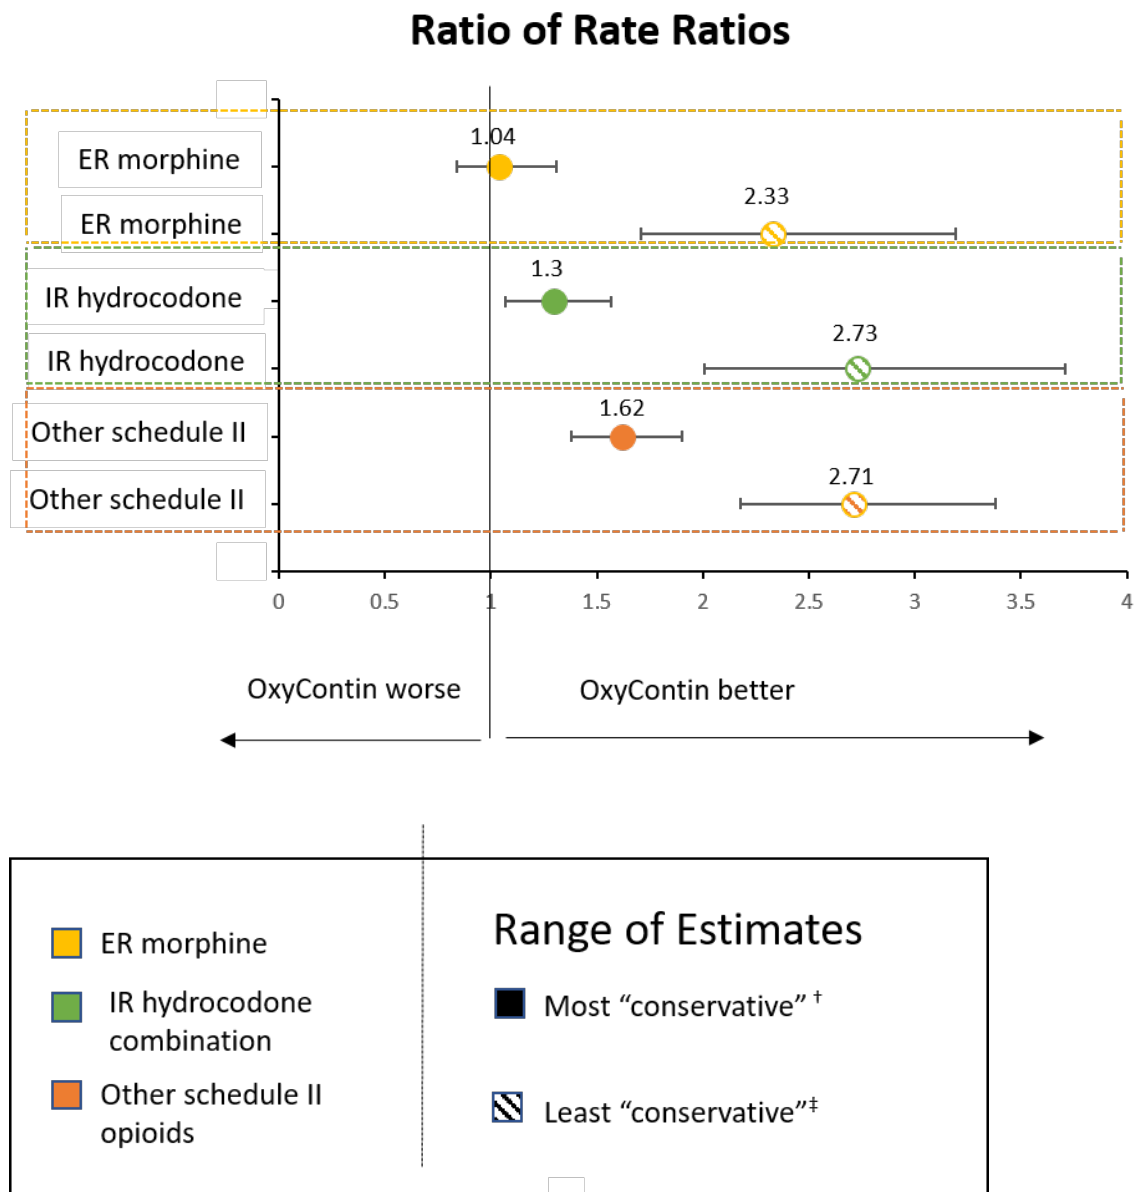 Ratio of Rate Ratios
1.04
ER morphine
2.33
ER morphine
1.3
IR hydrocodone
2.73
IR hydrocodone
1.62
Other schedule II
2.71
Other schedule II
0 0.5 1 1.5 2 2.5 3 3.5 4
OxyContin worse OxyContin better
ER morphine
IR hydrocodone
combination
Other schedule II
opioids
Range of Estimates
Most “conservative” †
Least “conservative”‡